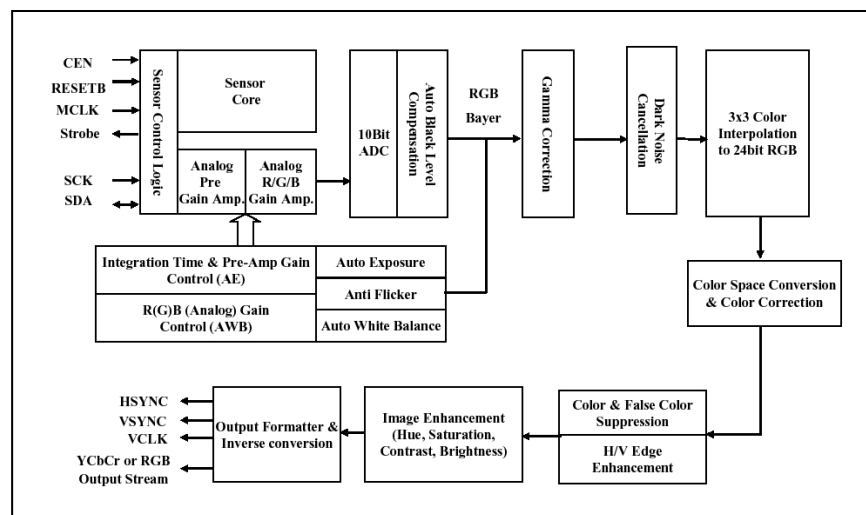 CEN
RESETB
MCLK
Strobe
SCK
SDA
Sensor Control Logic
Sensor
Core
Analog
Pre
Gain Amp.
Analog
R/G/B
Gain Amp.
10Bit
ADC
Auto Black Level
Compensation
RGB
Bayer
Gamma Correction
Dark Noise
Cancellation
3x3 Color
Interpolation
to 24bit RGB
Integration Time & Pre-Amp Gain
Control (AE)
R(G)B (Analog) Gain
Control (AWB)
Auto Exposure
Anti Flicker
Auto White Balance
Color Space Conversion
& Color Correction
Color & False Color
Suppression
H/V Edge
Enhancement
Image Enhancement
(Hue, Saturation,
Contrast, Brightness)
Output Formatter &
Inverse conversion
HSYNC
VSYNC
VCLK
YCbCr or RGB
Output Stream